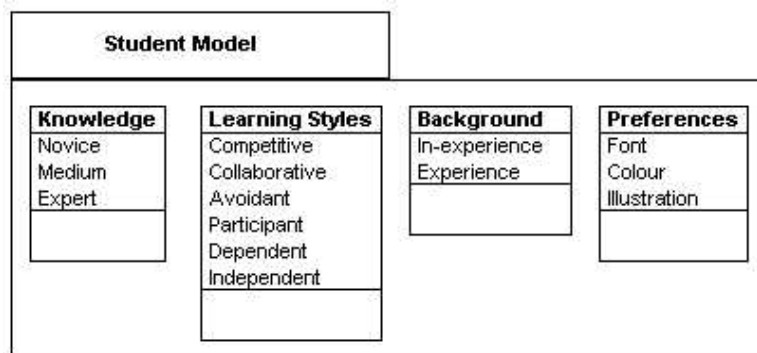 Student Model
Knowledge
Novice
Medium
Expert
Learning Styles
Competitive
Collaborative
Avoidant
Participant
Dependent
Independent
Background
In-experience
Experience
Preferences
Font
Colour
Illustration